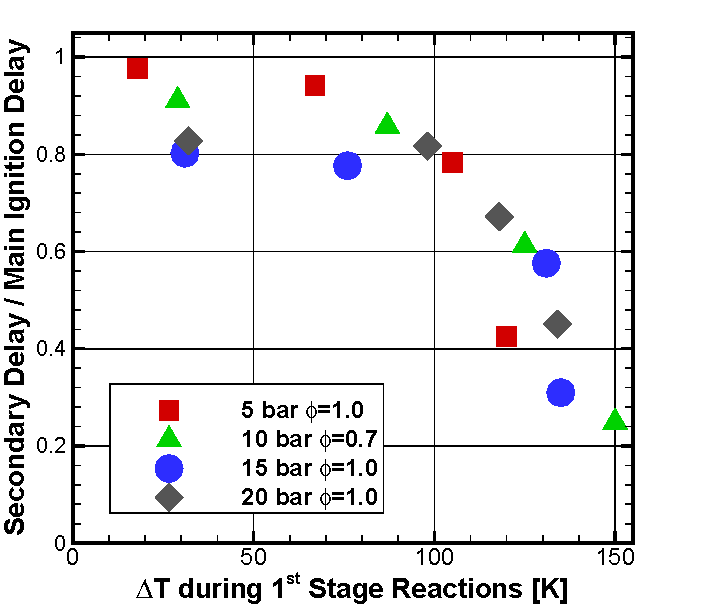 Secondary Delay / Main Ignition Delay
1
0.8
0.6
0.4
0.2
0
5 bar ϕ=1.0
10 bar ϕ=0.7
15 bar ϕ=1.0
20 bar ϕ=1.0
0 50 100 150
ΔT during 1st Stage Reactions [K]